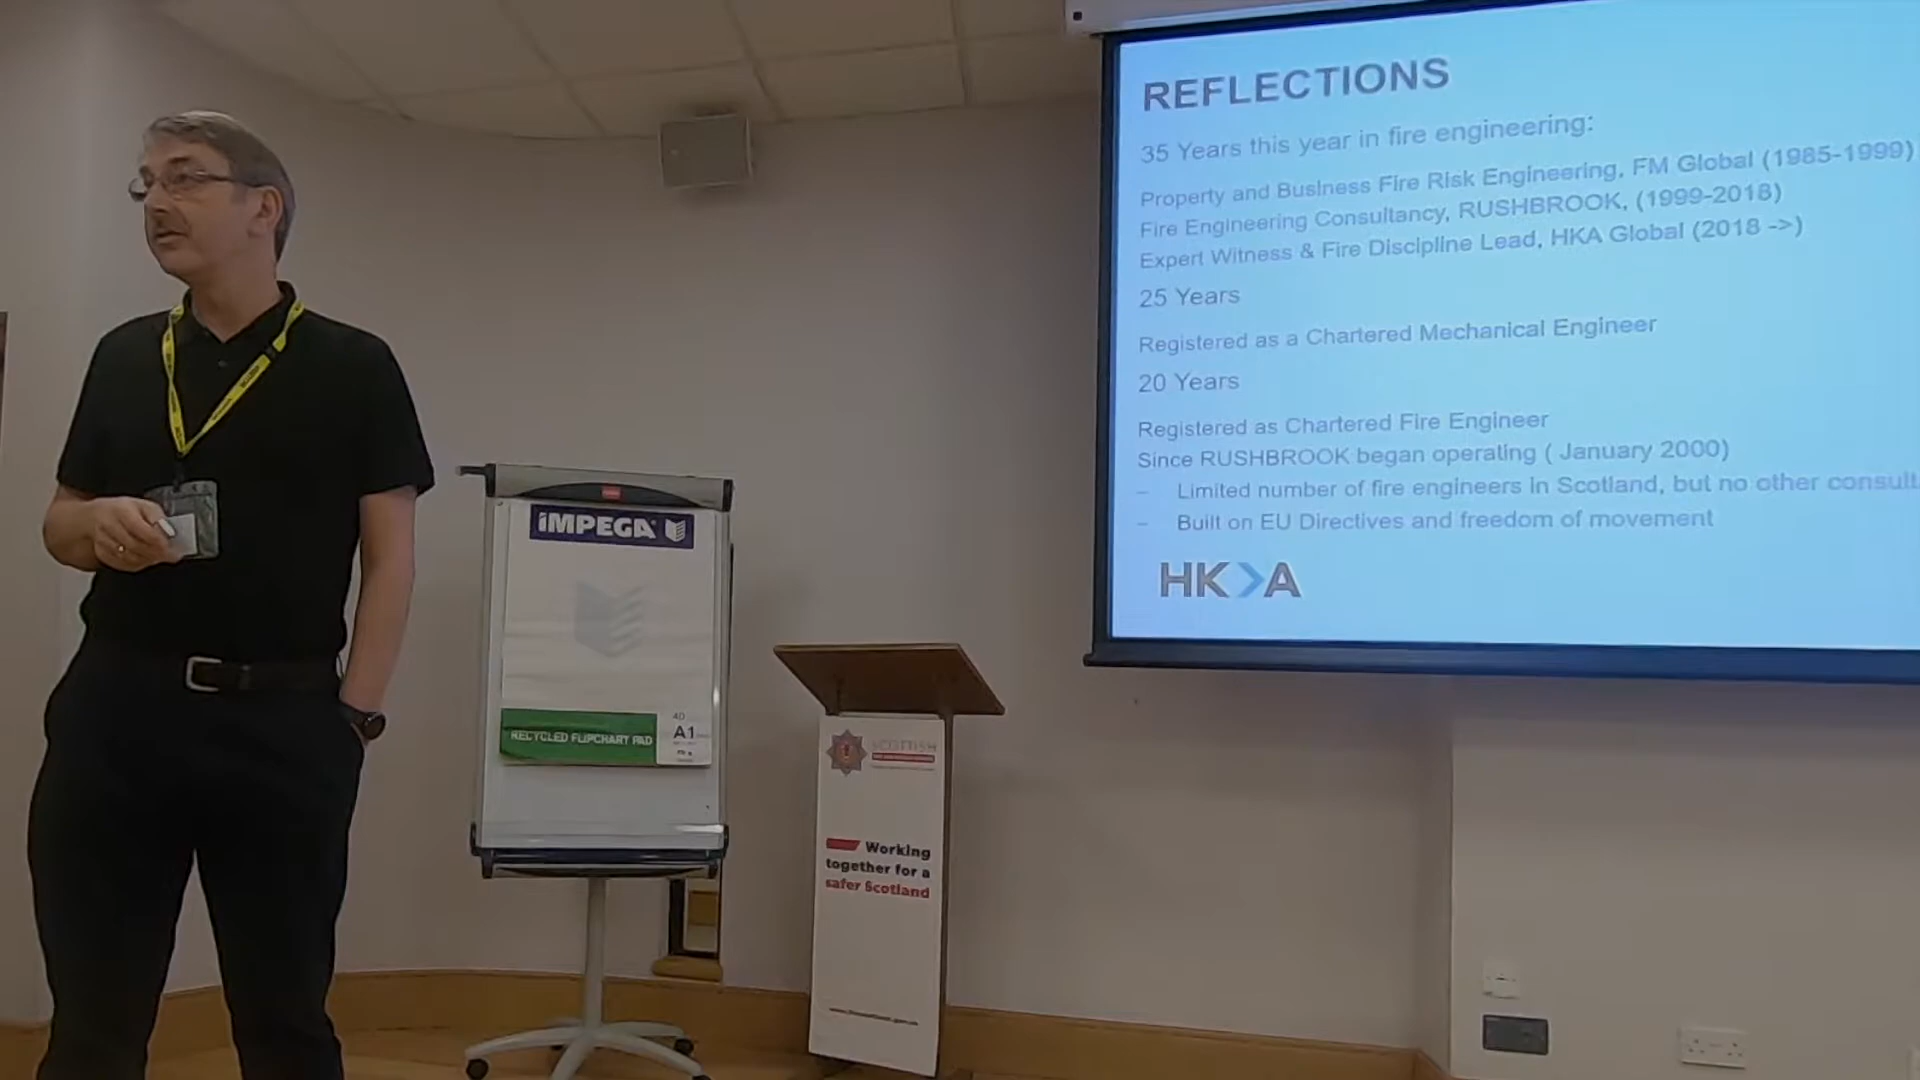 REFLECTIONS
35 Years this year in fire engineering:
Property and Business Fire Risk Engineering, FM Global (1985-1999)
Fire Engineering Consultancy, RUSHBROOK, (1999-2018)
Expert Witness & Fire Discipline Lead, HKA Global (2018 ->)
25 Years
Registered as a Chartered Mechanical Engineer
20 Years
Registered as Chartered Fire Engineer
Since RUSHBROOK began operating ( January 2000)
– Limited number of fire engineers in Scotland, but no other consult
– Built on EU Directives and freedom of movement
HK>A
IMPEGA
RECYCLED FLIPCHART PAD
40
A1
SCOTTISH
Working
together for a
safer Scotland